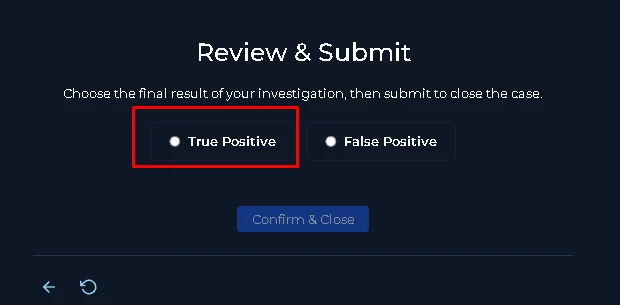 Review & Submit
Choose the final result of your investigation, then submit to close the case.
True Positive False Positive
Confirm & Close